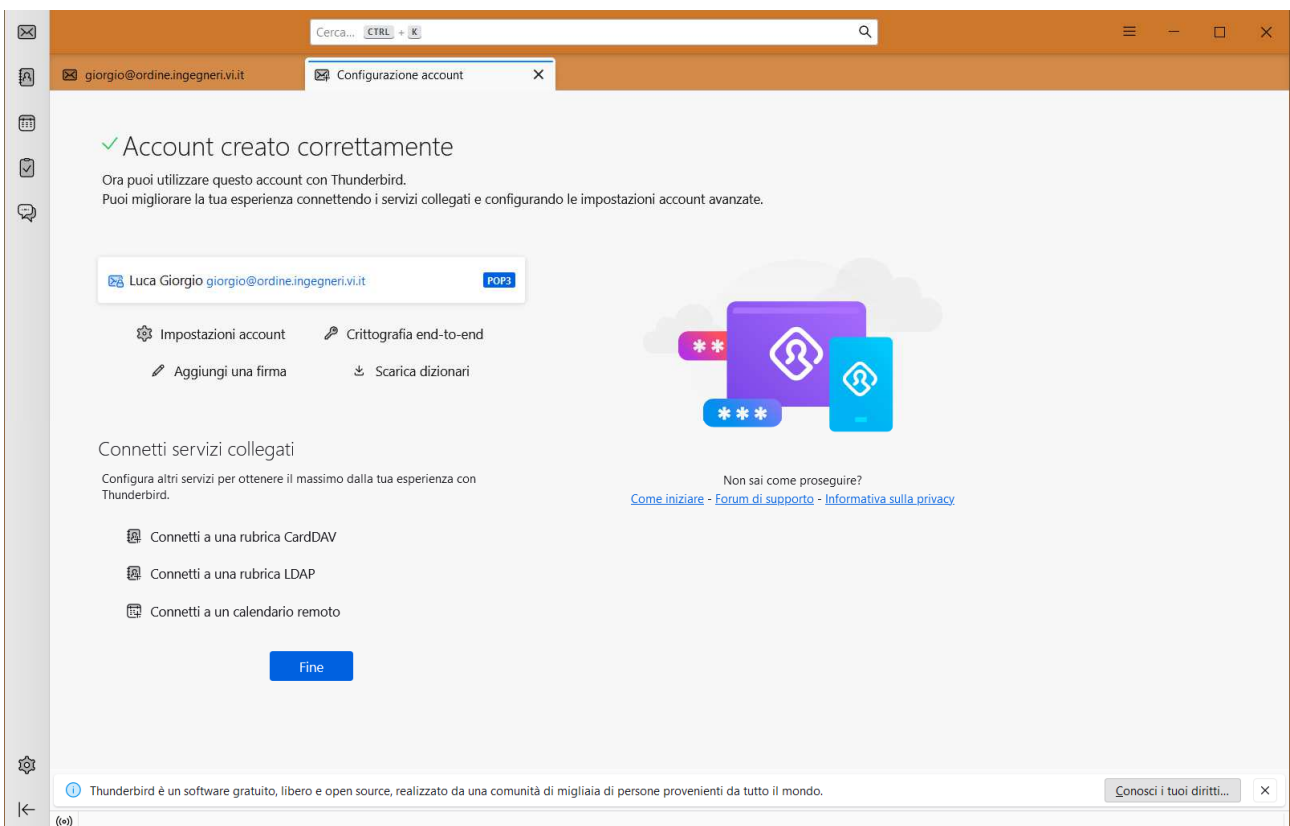 Cerca... CTRL + K
giorgio@ordine.ingegneri.vi.it
Configurazione account
Account creato correttamente
Ora puoi utilizzare questo account con Thunderbird.
Puoi migliorare la tua esperienza connettendo i servizi collegati e configurando le impostazioni account avanzate.
Luca Giorgio giorgio@ordine.ingegneri.vi.it POP3
Impostazioni account
Crittografia end-to-end
Aggiungi una firma
Scarica dizionari
Connetti servizi collegati
Configura altri servizi per ottenere il massimo dalla tua esperienza con
Thunderbird.
Connetti a una rubrica CardDAV
Connetti a una rubrica LDAP
Connetti a un calendario remoto
Fine
** 
***
Non sai come proseguire?
Come iniziare - Forum di supporto - Informativa sulla privacy
Thunderbird è un software gratuito, libero e open source, realizzato da una comunità di migliaia di persone provenienti da tutto il mondo.
Conosci i tuoi diritti...